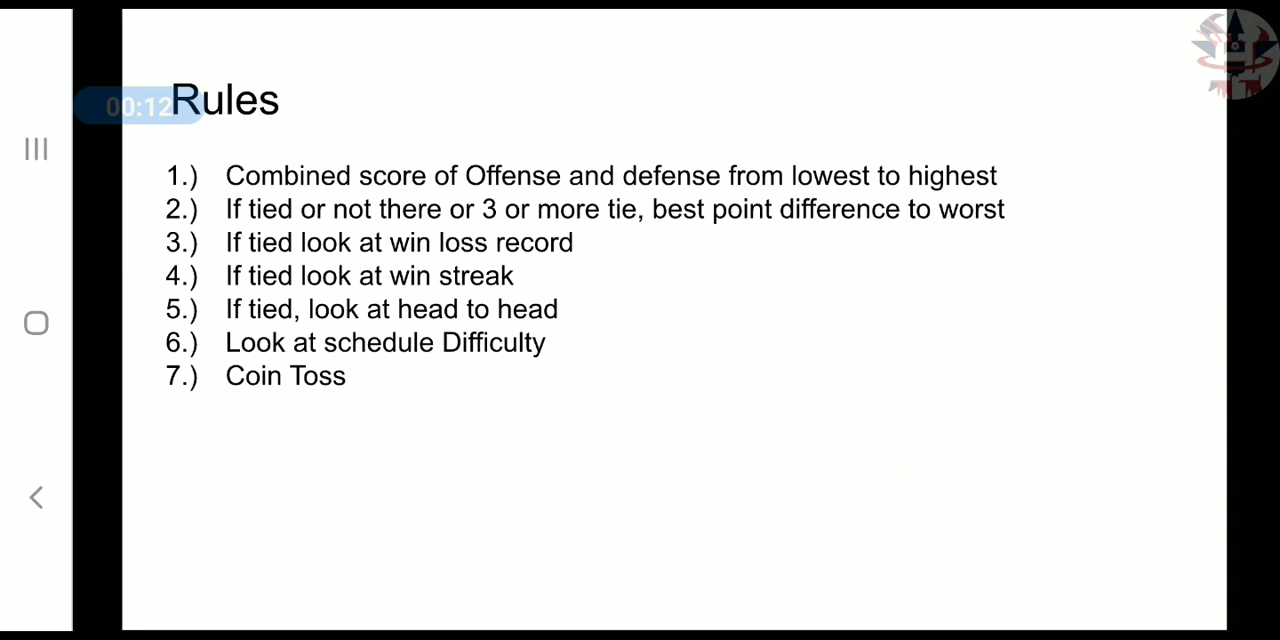 Rules
00:12
1.) Combined score of Offense and defense from lowest to highest
2.) If tied or not there or 3 or more tie, best point difference to worst
3.) If tied look at win loss record
4.) If tied look at win streak
5.) If tied, look at head to head
6.) Look at schedule Difficulty
7.) Coin Toss